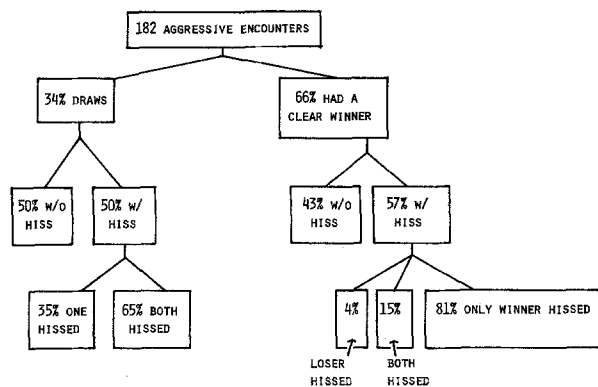 182 AGGRESSIVE ENCOUNTERS
34% DRAWS
66% HAD A
CLEAR WINNER
50% W/O
HISS
50% W/
HISS
43% W/O
HISS
57% W/
HISS
35% ONE
HISSED
65% BOTH
HISSED
4%
15%
81% ONLY WINNER HISSED
LOSER
HISSED
BOTH
HISSED